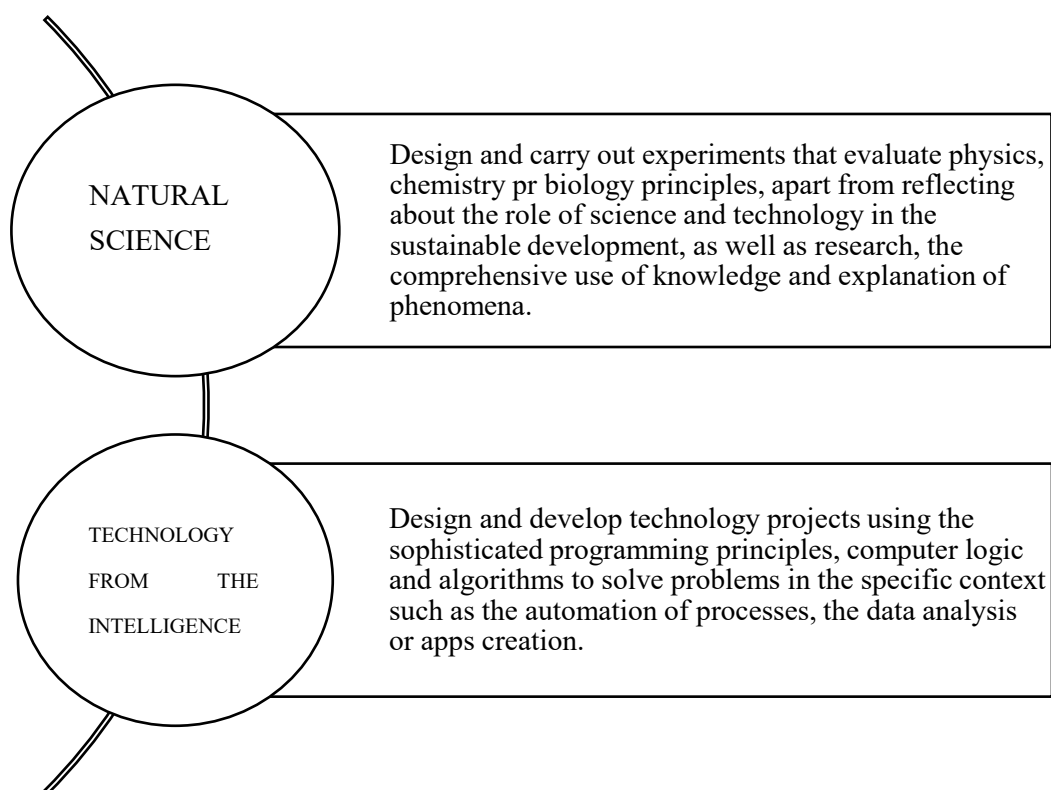 NATURAL
SCIENCE
Design and carry out experiments that evaluate physics,
chemistry pr biology principles, apart from reflecting
about the role of science and technology in the
sustainable development, as well as research, the
comprehensive use of knowledge and explanation of
phenomena.
TECHNOLOGY
FROM THE
INTELLIGENCE
Design and develop technology projects using the
sophisticated programming principles, computer logic
and algorithms to solve problems in the specific context
such as the automation of processes, the data analysis
or apps creation.